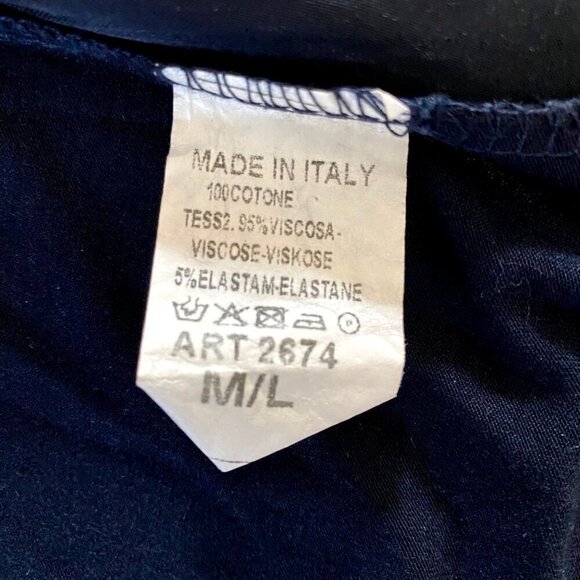 MADE IN ITALY
100COTONE
TESS2. 95%VISCOSA-
VISCOSE-VISKOSE
5%ELASTAM-ELASTANE
ART 2674
M/L